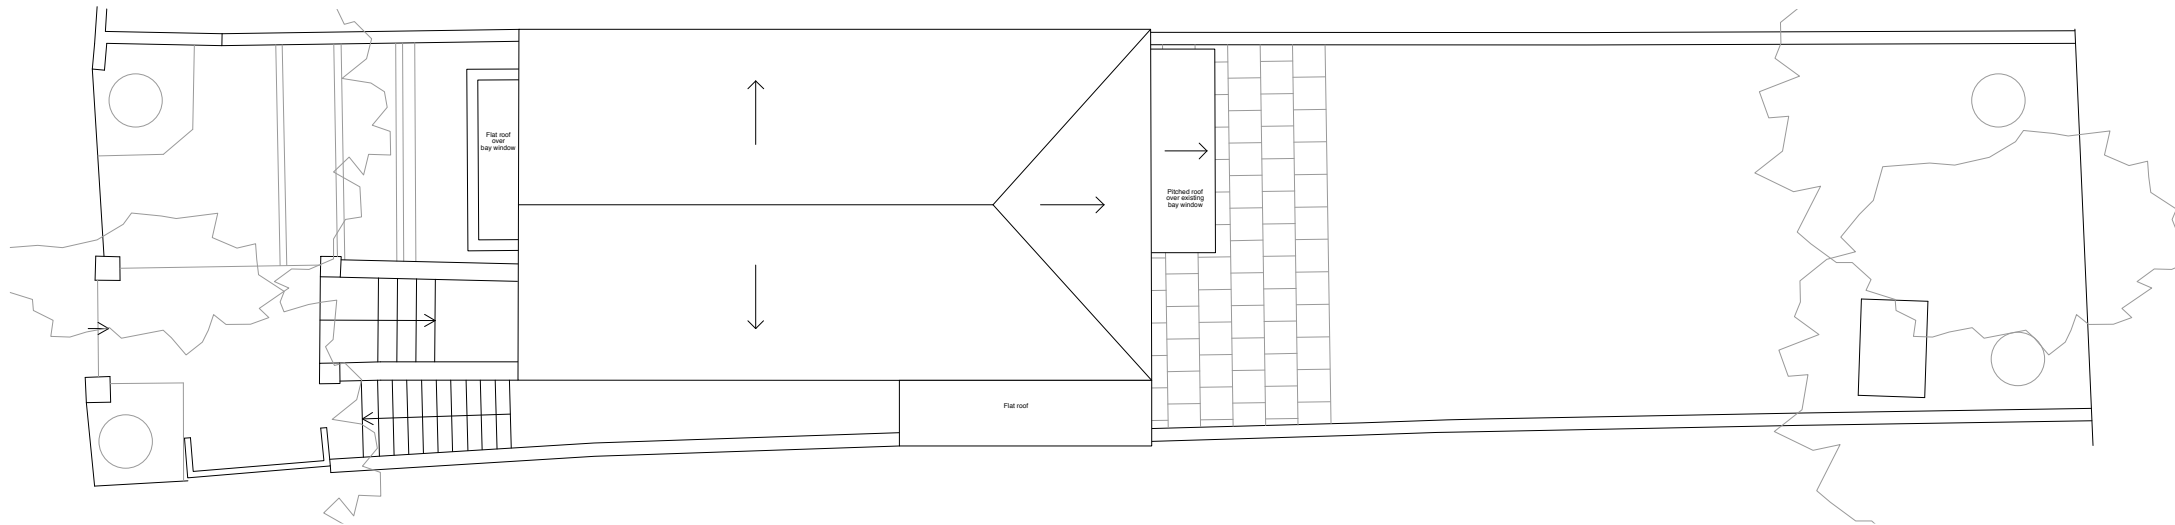 Flat roof
over
bay window
Pitched roof
over existing
bay window
Flat roof